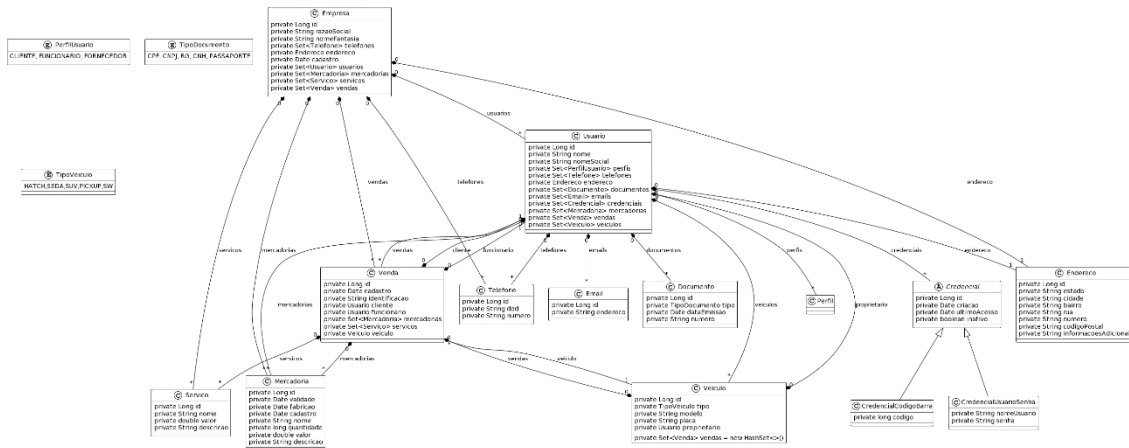 Empresa
private Long id
private String razaoSocial
private String nomeFantasia
private Set<Telefone> telefones
private Endereco endereco
private Date cadastro
private Set<Usuario> usuarios
private Set<Mercadoria> mercadorias
private Set<Servico> servicos
private Set<Venda> vendas
PerfilUsuario
CLIENTE, FUNCIONARIO, FORNECEDOR
TipoDocumento
CPF, CNPJ, RG, CNH, PASSAPORTE
TipoVeiculo
HATCH,SEDA,SUV,PICKUP,SW
usuarios
Usuario
private Long id
private String nome
private String nomeSocial
private Set<PerfilUsuario> perfis
private Set<Telefone> telefones
private Endereco endereco
private Set<Documento> documentos
private Set<Email> emails
private Set<Credencial> credenciais
private Set<Mercadoria> mercadorias
private Set<Venda> vendas
private Set<Veiculo> veiculos
vendas
telefones
endereco
servicos
mercadorias
vendas
cliente
funcionario
telefones
emails
documentos
perfis
credenciais
endereco
Venda
private Long id
private Date cadastro
private String identificacao
private Usuario cliente
private Usuario funcionario
private Set<Mercadoria> mercadorias
private Set<Servico> servicos
private Veiculo veiculo
Telefone
private Long id
private String ddd
private String numero
Email
private Long id
private String endereco
Documento
private Long id
private TipoDocumento tipo
private Date dataEmissao
private String numero
Perfil
Credencial
private Long id
private Date criacao
private Date ultimoAcesso
private boolean inativo
Endereco
private Long id
private String estado
private String cidade
private String bairro
private String rua
private String numero
private String codigoPostal
private String informacoesAdicionais
mercadorias
veiculos
proprietario
servicos
mercadorias
vendas
veiculo
Servico
private Long id
private String nome
private double valor
private String descricao
Mercadoria
private Long id
private Date validade
private Date fabricao
private Date cadastro
private String nome
private long quantidade
private double valor
private String descricao
Veiculo
private Long id
private TipoVeiculo tipo
private String modelo
private String placa
private Usuario proprietario
private Set<Venda> vendas = new HashSet<>()
CredencialCodigoBarra
private long codigo
CredencialUsuarioSenha
private String nomeUsuario
private String senha